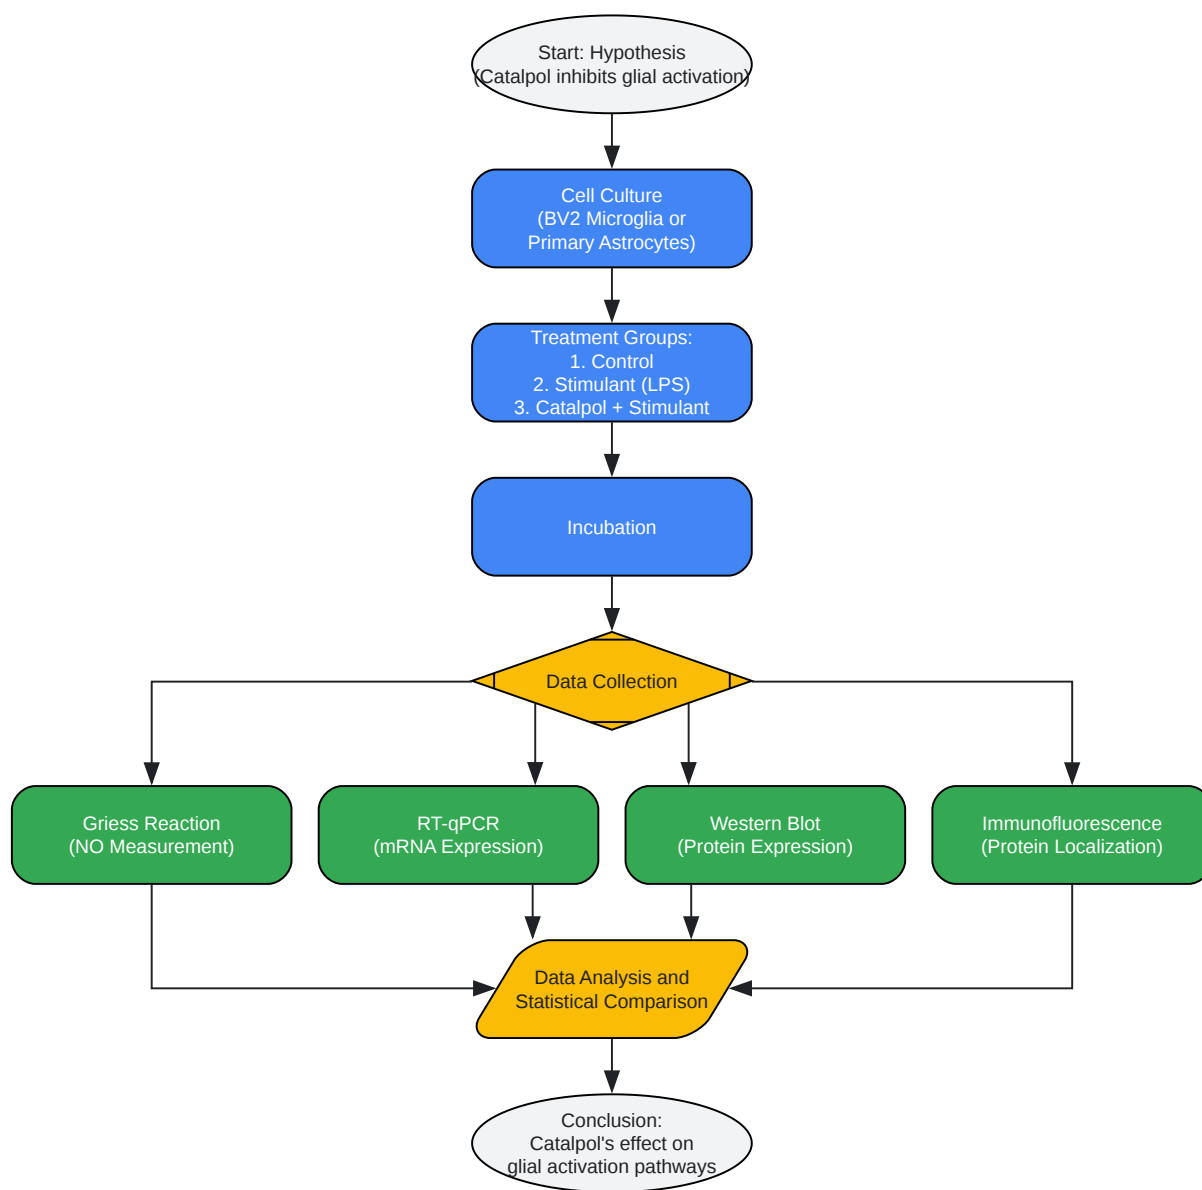 Start: Hypothesis
(Catalpol inhibits glial activation)
Cell Culture
(BV2 Microglia or
Primary Astrocytes)
Treatment Groups:
1. Control
2. Stimulant (LPS)
3. Catalpol + Stimulant
Incubation
Data Collection
Griess Reaction
(NO Measurement)
RT-qPCR
(mRNA Expression)
Western Blot
(Protein Expression)
Immunofluorescence
(Protein Localization)
Data Analysis and
Statistical Comparison
Conclusion:
Catalpol's effect on
glial activation pathways